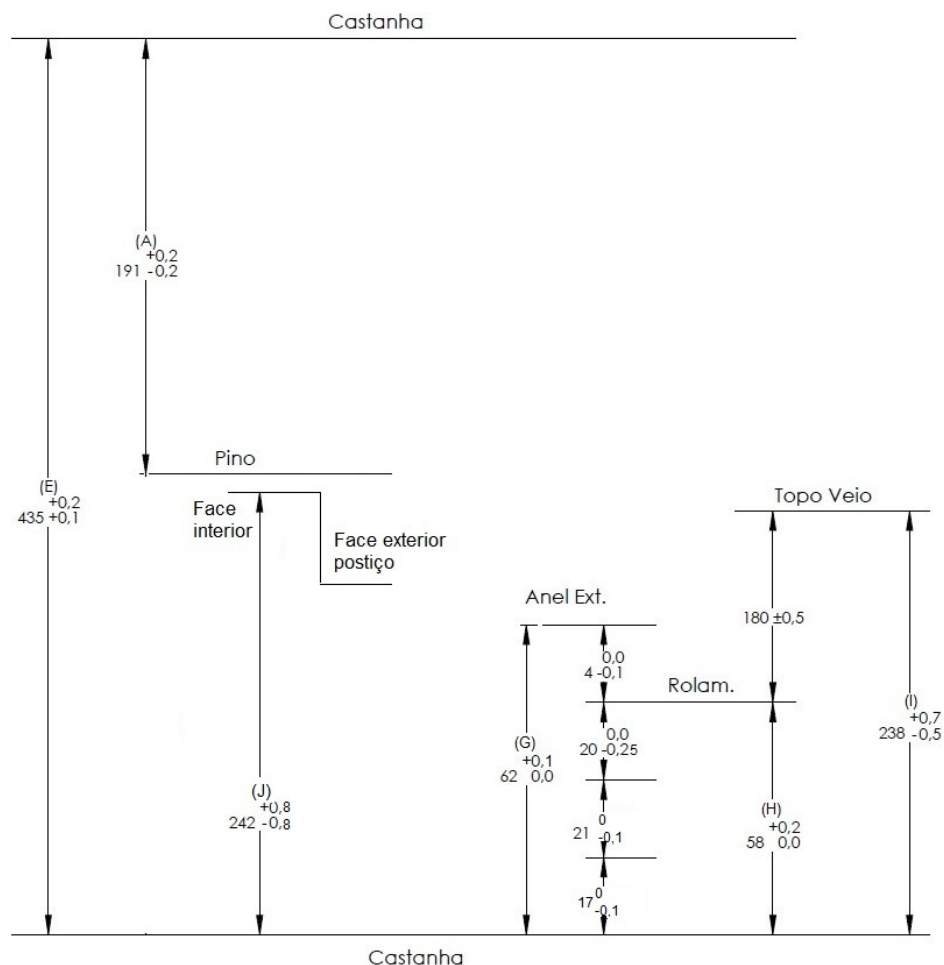 Castanha
(A)
+0,2
191 -0,2
Pino
(E)
+0,2
435 +0,1
Face
interior
Face exterior
postiço
Topo Veio
Anel Ext.
180 ±0,5
0,0
4 -0,1
Rolam.
(I)
+0,7
238 -0,5
(G)
+0,1
62 0,0
0,0
20 -0,25
(J)
+0,8
242 -0,8
(H)
+0,2
58 0,0
0
21 -0,1
0
17 -0,1
Castanha